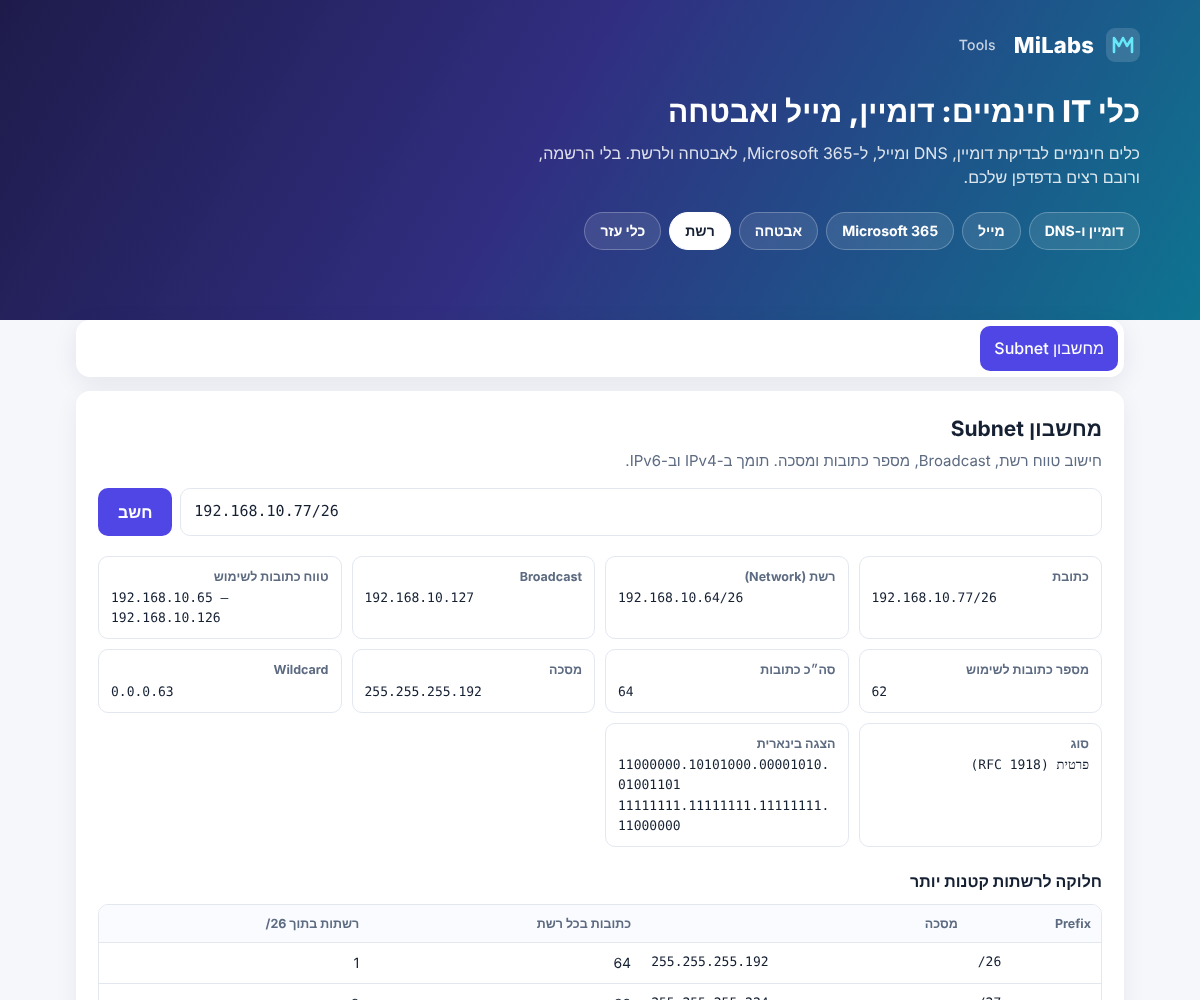 MiLabs Tools
כלי IT חינמיים: דומיין, מייל ואבטחה
כלים חינמיים לבדיקת דומיין, DNS ומייל, ל-Microsoft 365, לאבטחה ולרשת. בלי הרשמה,
ורובם רצים בדפדפן שלכם.
דומיין ו-DNS מייל Microsoft 365 אבטחה רשת כלי עזר
מחשבון Subnet
מחשבון Subnet
חישוב טווח רשת, Broadcast, מספר כתובות ומסכה. תומך ב-IPv4 וב-IPv6.
192.168.10.77/26 חשב
כתובת
192.168.10.77/26
רשת (Network)
192.168.10.64/26
Broadcast
192.168.10.127
טווח כתובות לשימוש
192.168.10.65 –
192.168.10.126
מספר כתובות לשימוש
62
סה״כ כתובות
64
מסכה
255.255.255.192
Wildcard
0.0.0.63
סוג
פרטית (RFC 1918)
הצגה בינארית
11000000.10101000.00001010.
01001101
11111111.11111111.11111111.
11000000
חלוקה לרשתות קטנות יותר
Prefix מסכה כתובות בכל רשת רשתות בתוך /26
/26 255.255.255.192 64 1